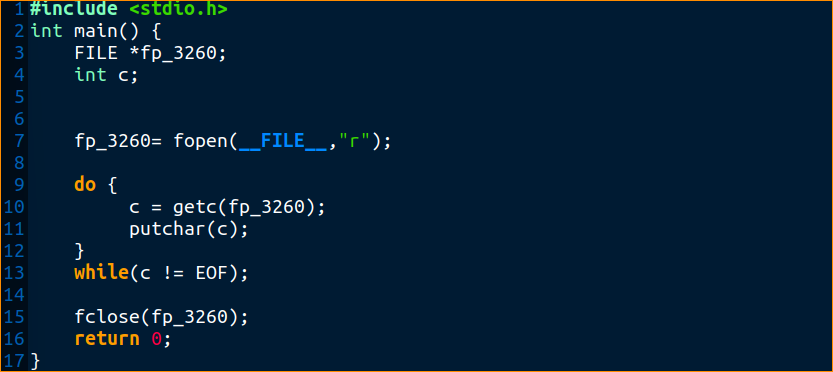 1 #include <stdio.h>
2 int main() {
3     FILE *fp_3260;
4     int c;
5
6
7     fp_3260= fopen(__FILE__,"r");
8
9     do {
10          c = getc(fp_3260);
11          putchar(c);
12     }
13     while(c != EOF);
14
15     fclose(fp_3260);
16     return 0;
17 }